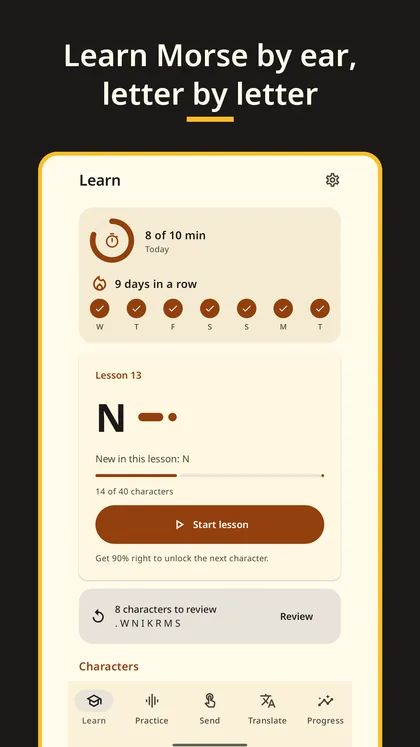 Learn Morse by ear,
letter by letter
Learn
8 of 10 min
Today
9 days in a row
W T F S S M T
Lesson 13
N
New in this lesson: N
14 of 40 characters
Start lesson
Get 90% right to unlock the next character.
8 characters to review
. W N I K R M S
Review
Characters
Learn Practice Send Translate Progress